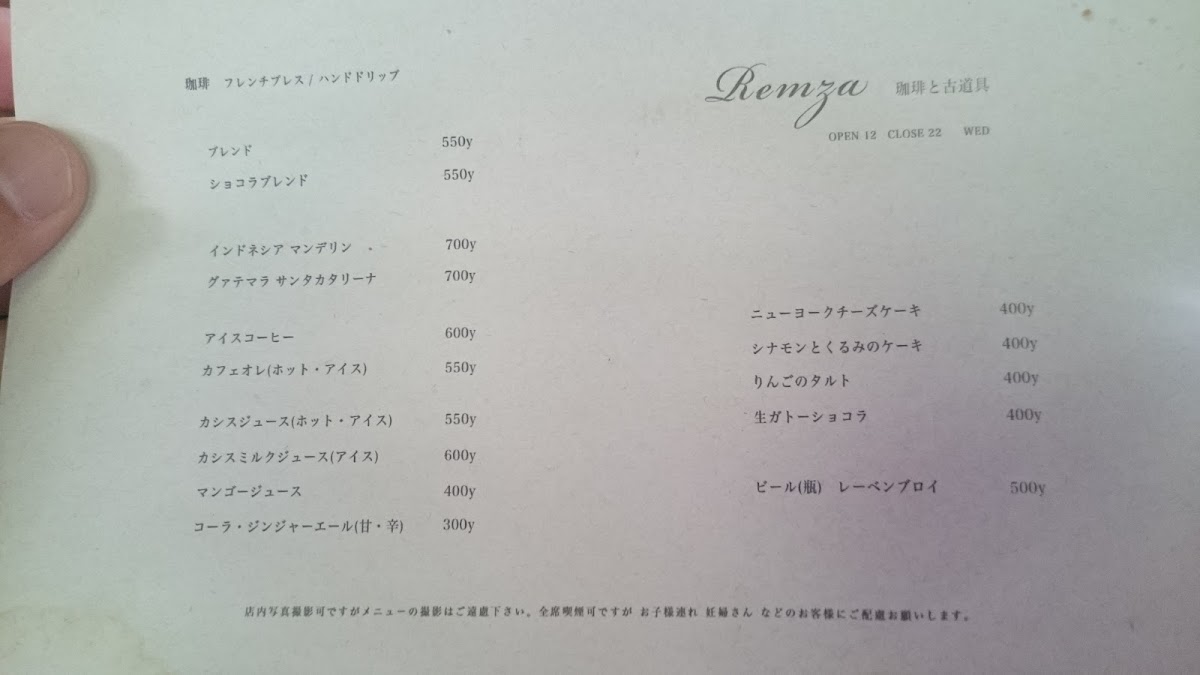 珈琲　フレンチプレス / ハンドドリップ
ブレンド 550y
ショコラブレンド 550y
インドネシア マンデリン 700y
グァテマラ サンタカタリーナ 700y
アイスコーヒー 600y
カフェオレ(ホット・アイス) 550y
カシスジュース(ホット・アイス) 550y
カシスミルクジュース(アイス) 600y
マンゴージュース 400y
コーラ・ジンジャーエール(甘・辛) 300y
Remza 珈琲と古道具
OPEN 12 CLOSE 22 WED
ニューヨークチーズケーキ 400y
シナモンとくるみのケーキ 400y
りんごのタルト 400y
生ガトーショコラ 400y
ビール(瓶)　レーベンブロイ 500y
店内写真撮影可ですがメニューの撮影はご遠慮下さい。全席喫煙可ですが お子様連れ 妊婦さん などのお客様にご配慮お願いします。